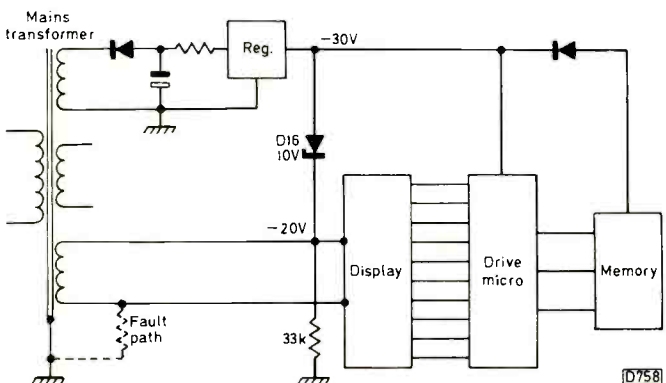 Mains
transformer
Reg.
−30V
D16
10V
−20V
Display
Drive
micro
Memory
Fault
path
33k
D758